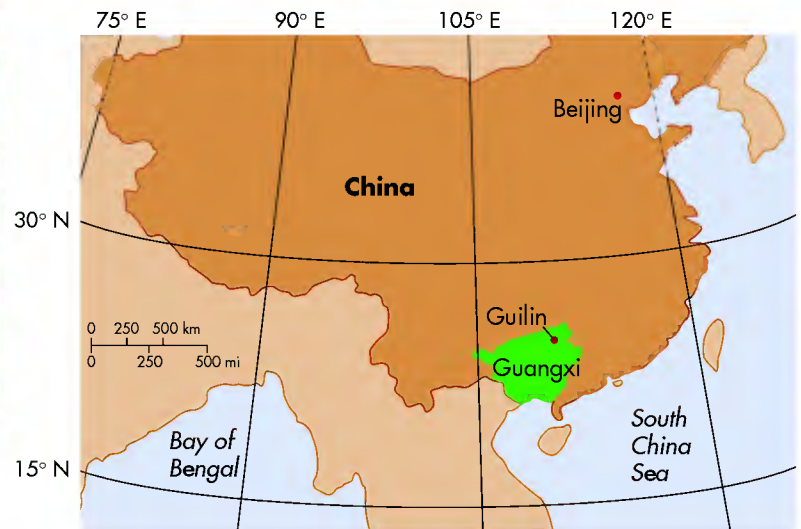 75° E 90° E 105° E 120° E
Beijing
China
30° N
Guilin
0 250 500 km
0 250 500 mi
Guangxi
South
China
Sea
Bay of
Bengal
15° N